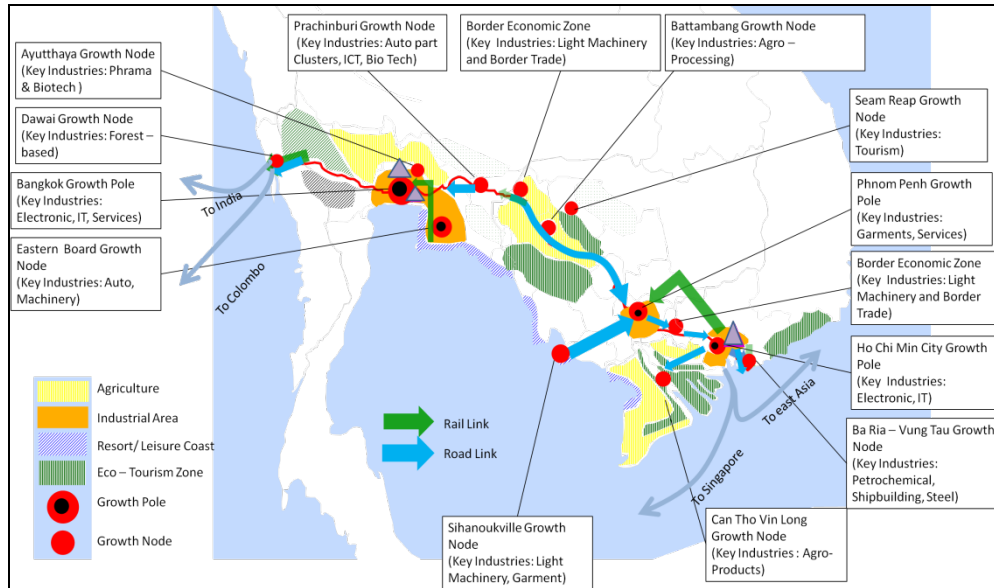 Ayutthaya Growth Node
(Key Industries: Phrama
& Biotech )
Dawai Growth Node
(Key Industries: Forest –
based)
Bangkok Growth Pole
(Key Industries:
Electronic, IT, Services)
Eastern Board Growth
Node
(Key Industries: Auto,
Machinery)
Prachinburi Growth Node
(Key Industries: Auto part
Clusters, ICT, Bio Tech)
Border Economic Zone
(Key Industries: Light Machinery
and Border Trade)
Battambang Growth Node
(Key Industries: Agro –
Processing)
Seam Reap Growth
Node
(Key Industries:
Tourism)
Phnom Penh Growth
Pole
(Key Industries:
Garments, Services)
Border Economic Zone
(Key Industries: Light
Machinery and Border
Trade)
Ho Chi Min City Growth
Pole
(Key Industries:
Electronic, IT)
Ba Ria – Vung Tau Growth
Node
(Key Industries:
Petrochemical,
Shipbuilding, Steel)
Can Tho Vin Long
Growth Node
(Key Industries : Agro-
Products)
Sihanoukville Growth
Node
(Key Industries: Light
Machinery, Garment)
To India
To Colombo
To Singapore
To east Asia
Agriculture
Industrial Area
Resort/ Leisure Coast
Eco – Tourism Zone
Growth Pole
Growth Node
Rail Link
Road Link